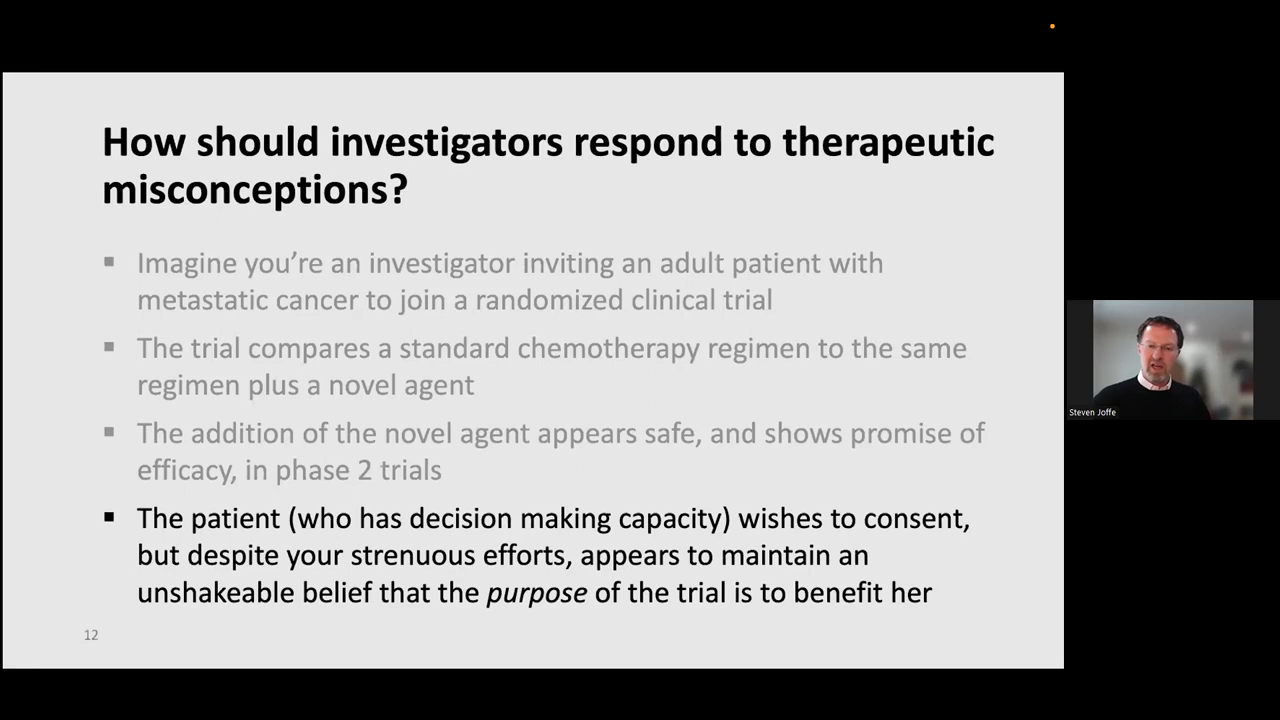 How should investigators respond to therapeutic
misconceptions?
▪ Imagine you’re an investigator inviting an adult patient with
metastatic cancer to join a randomized clinical trial
▪ The trial compares a standard chemotherapy regimen to the same
regimen plus a novel agent
▪ The addition of the novel agent appears safe, and shows promise of
efficacy, in phase 2 trials
▪ The patient (who has decision making capacity) wishes to consent,
but despite your strenuous efforts, appears to maintain an
unshakeable belief that the purpose of the trial is to benefit her
12
Steven Joffe